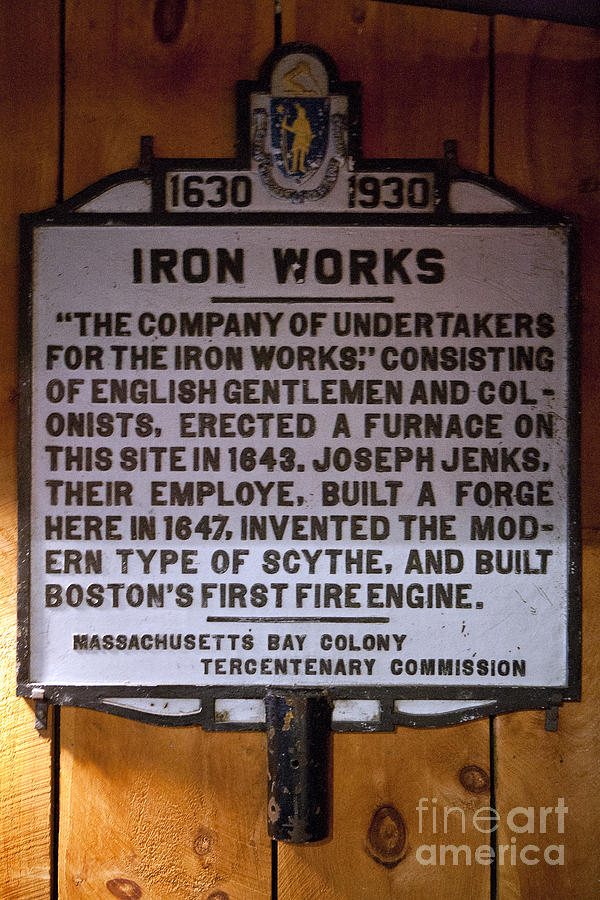 1630 1930
IRON WORKS
"THE COMPANY OF UNDERTAKERS
FOR THE IRON WORKS," CONSISTING
OF ENGLISH GENTLEMEN AND COL-
ONISTS, ERECTED A FURNACE ON
THIS SITE IN 1643. JOSEPH JENKS,
THEIR EMPLOYE, BUILT A FORGE
HERE IN 1647, INVENTED THE MOD-
ERN TYPE OF SCYTHE, AND BUILT
BOSTON'S FIRST FIRE ENGINE.
MASSACHUSETTS BAY COLONY
TERCENTENARY COMMISSION
fineart
america